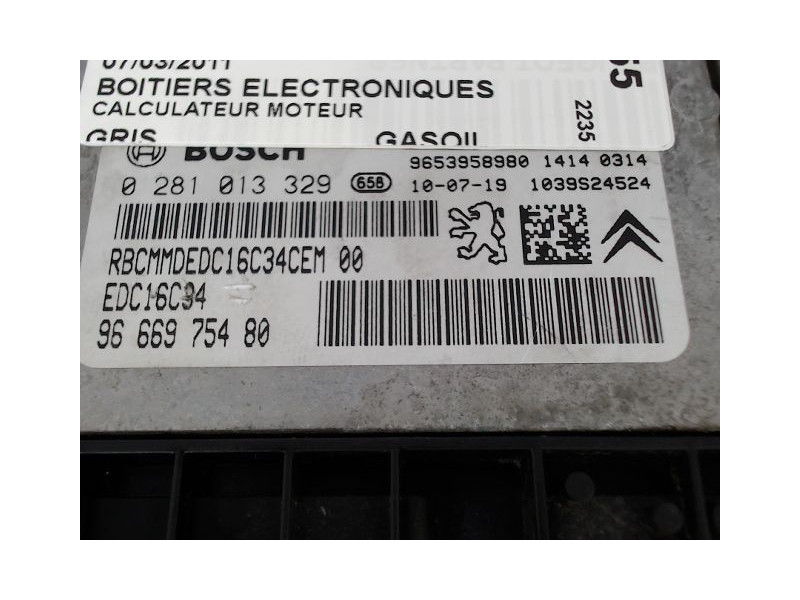 07/03/2011
BOITIERS ELECTRONIQUES
CALCULATEUR MOTEUR
GRIS GASOIL
2235
BOSCH
9653958980 1414 0314
0 281 013 329 65B 10-07-19 1039S24524
RBCMMDEDC16C34CEM 00
EDC16C34
96 669 754 80